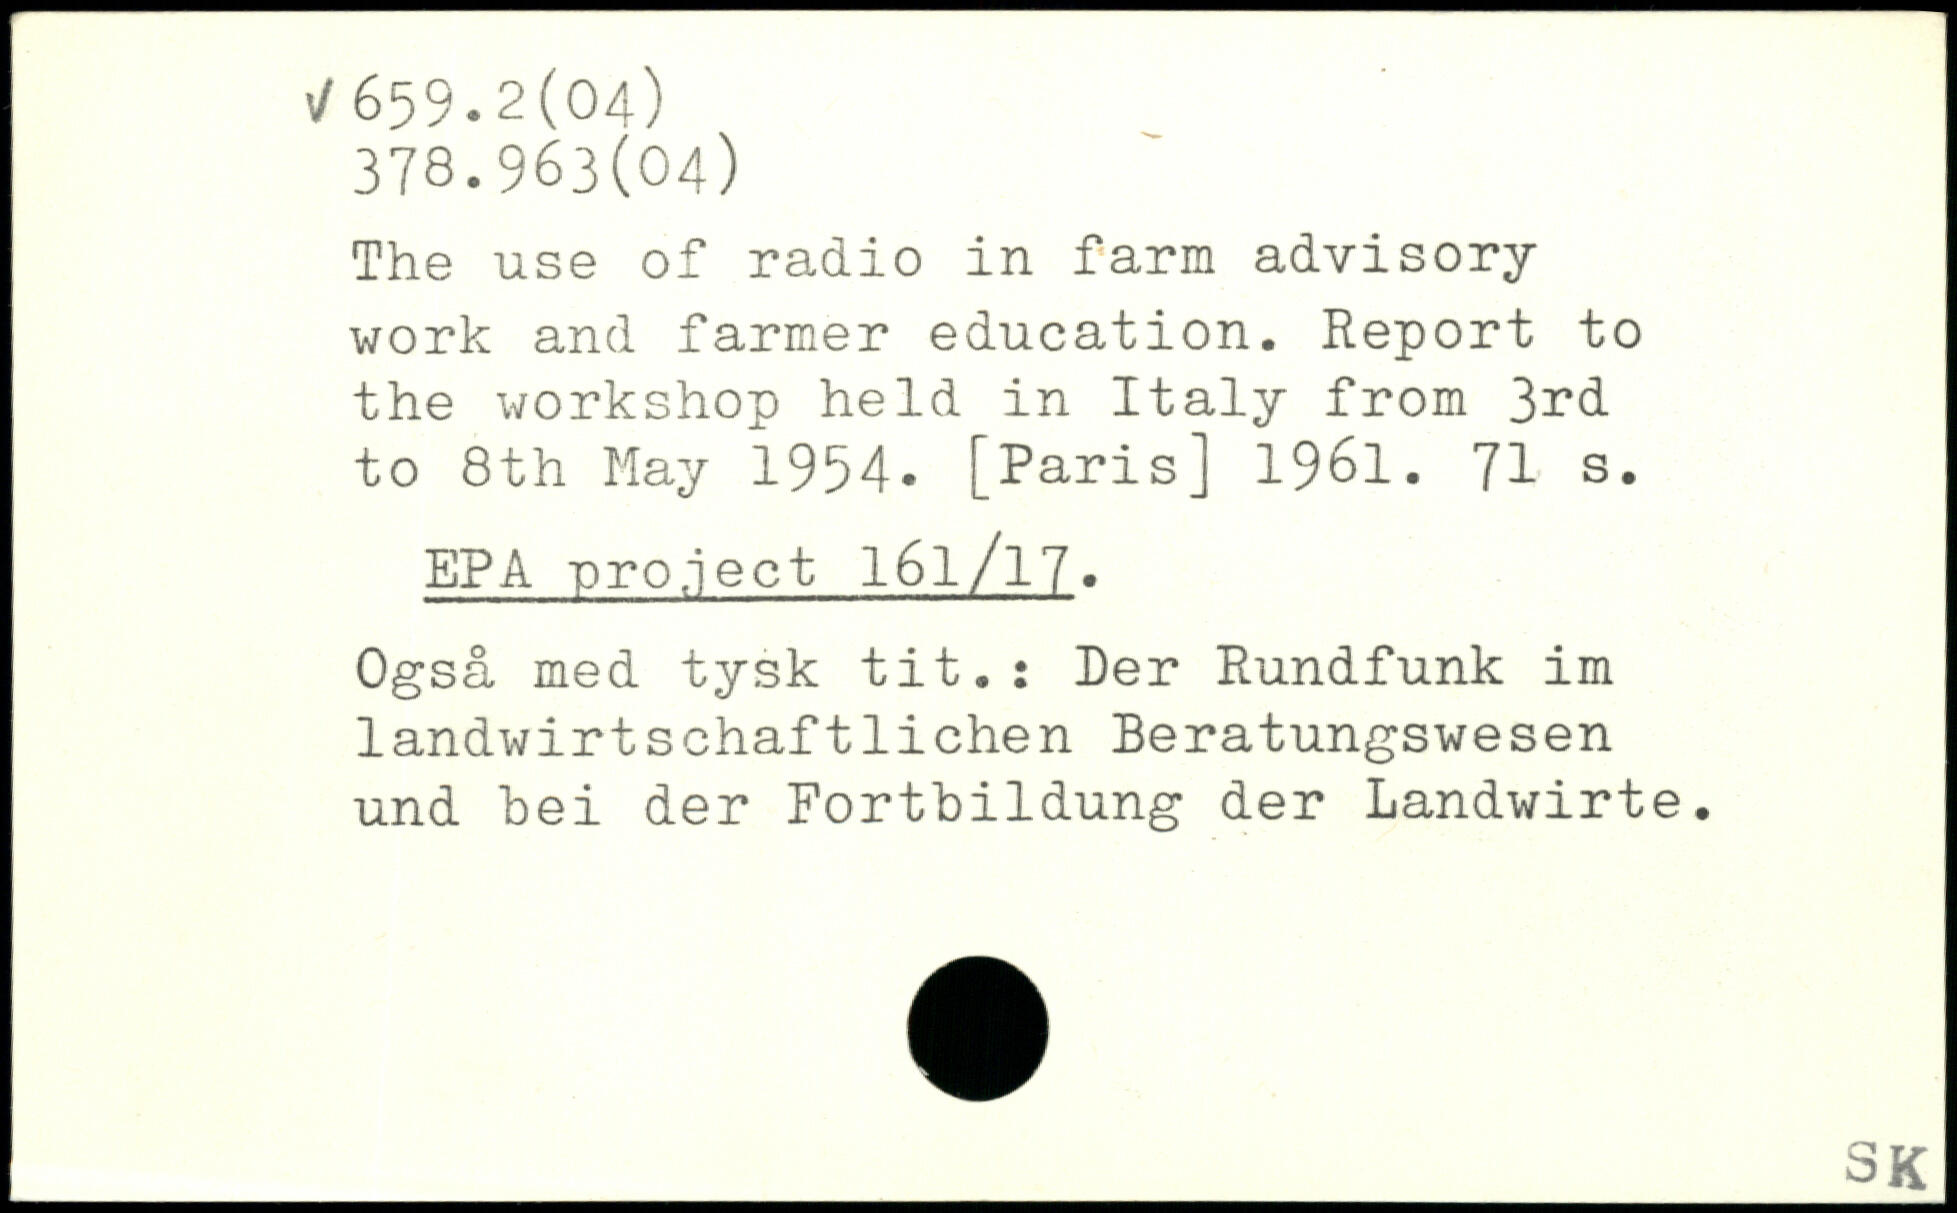 √ 659.2(04)
378.963(04)
The use of radio in farm advisory
work and farmer education. Report to
the workshop held in Italy from 3rd
to 8th May 1954. [Paris] 1961. 71 s.
EPA project 161/17.
Også med tysk tit.: Der Rundfunk im
landwirtschaftlichen Beratungswesen
und bei der Fortbildung der Landwirte.
SK